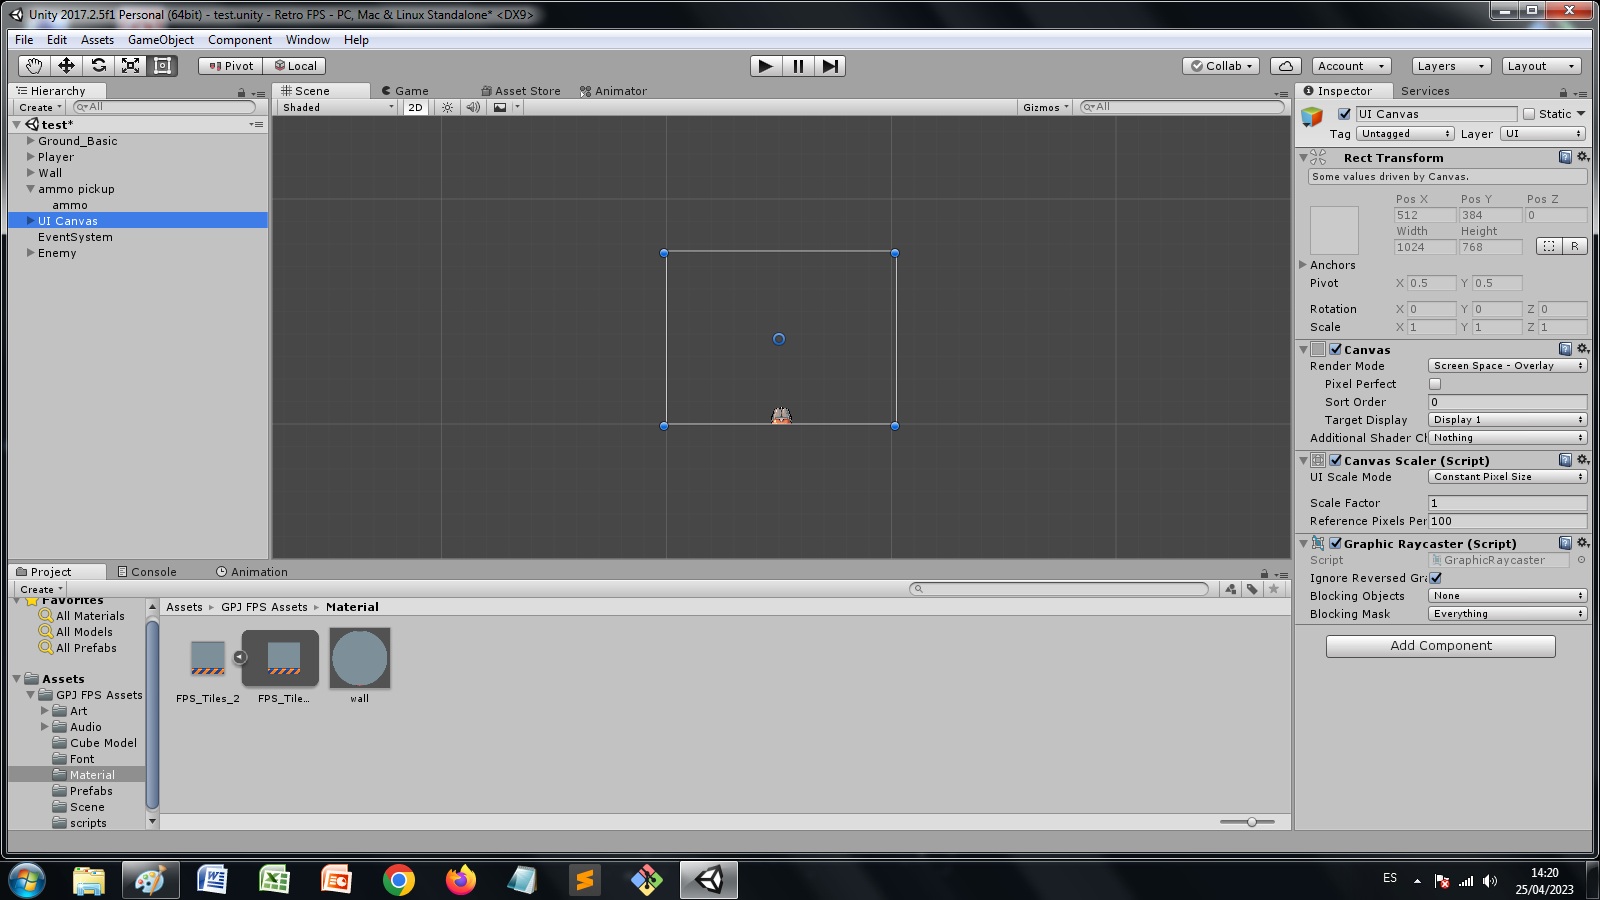 Unity 2017.2.5f1 Personal (64bit) - test.unity - Retro FPS - PC, Mac & Linux Standalone* <DX9>
File Edit Assets GameObject Component Window Help
Pivot Local Collab Account Layers Layout
Hierarchy
Create All
test*
Ground_Basic
Player
Wall
ammo pickup
ammo
UI Canvas
EventSystem
Enemy
Scene Game Asset Store Animator
Shaded 2D Gizmos All
Inspector Services
UI Canvas Static
Tag Untagged Layer UI
Rect Transform
Some values driven by Canvas.
Pos X Pos Y Pos Z
512 384 0
Width Height
1024 768 R
Anchors
Pivot X 0.5 Y 0.5
Rotation X 0 Y 0 Z 0
Scale X 1 Y 1 Z 1
Canvas
Render Mode Screen Space - Overlay
Pixel Perfect
Sort Order 0
Target Display Display 1
Additional Shader Cl Nothing
Canvas Scaler (Script)
UI Scale Mode Constant Pixel Size
Scale Factor 1
Reference Pixels Per 100
Graphic Raycaster (Script)
Script GraphicRaycaster
Ignore Reversed Gra
Blocking Objects None
Blocking Mask Everything
Add Component
Project Console Animation
Create
Favorites
All Materials
All Models
All Prefabs
Assets
GPJ FPS Assets
Art
Audio
Cube Model
Font
Material
Prefabs
Scene
scripts
Assets GPJ FPS Assets Material
FPS_Tiles_2 FPS_Tile... wall
ES 14:20
25/04/2023